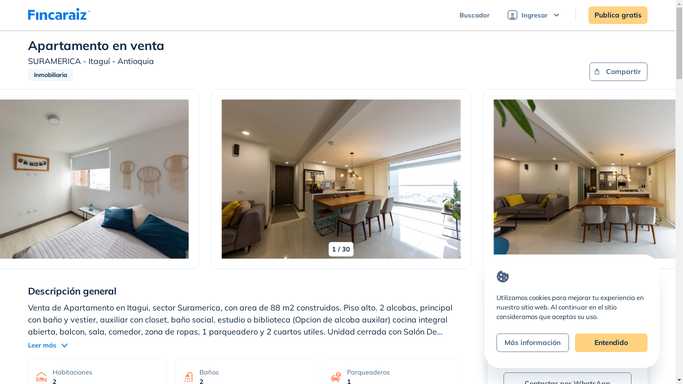 Fincaraiz
Buscador
Ingresar
Publica gratis
Apartamento en venta
SURAMERICA - Itaguí - Antioquia
Inmobiliaria
Compartir
1 / 30
Descripción general
Venta de Apartamento en Itagui, sector Suramerica, con area de 88 m2 construidos. Piso alto. 2 alcobas, principal
con baño y vestier, auxiliar con closet, baño social, estudio o biblioteca (Opcion de alcoba auxilar) cocina integral
abierta, balcon, sala, comedor, zona de ropas, 1 parqueadero y 2 cuartos utiles. Unidad cerrada con Salón De...
Leer más
Habitaciones
2
Baños
2
Parqueaderos
1
Utilizamos cookies para mejorar tu experiencia en
nuestro sitio web. Al continuar en el sitio
consideramos que aceptas su uso.
Más información
Entendido
Contactar por WhatsApp